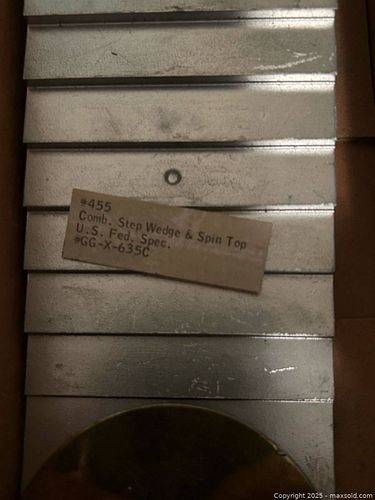 #455
Comb. Step Wedge & Spin Top
U.S. Fed. Spec.
#GG-X-635C
Copyright 2025 - maxsold.com